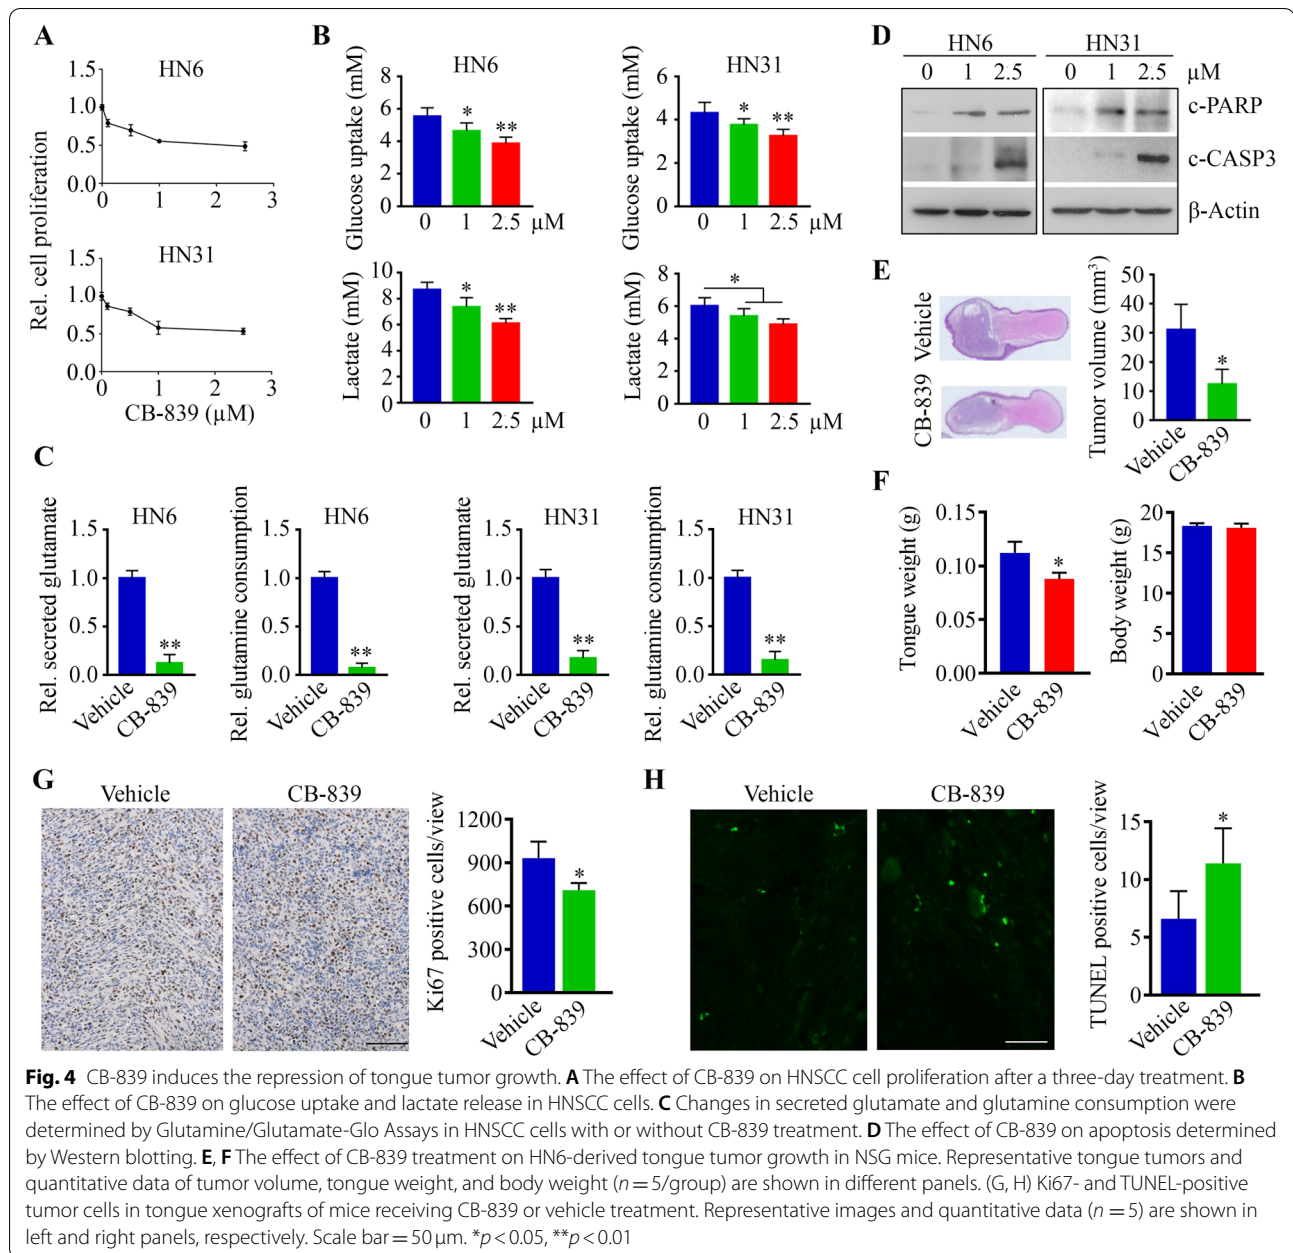 A
HN6
1.5
1.0
0.5
0.0
0 1 2 3
HN31
1.5
1.0
0.5
0.0
0 1 2 3
Rel. cell proliferation
CB-839 (µM)
B
HN6
Glucose uptake (mM)
8
6
4
2
0
*
**
0 1 2.5 µM
HN31
Glucose uptake (mM)
6
4
2
0
*
**
0 1 2.5 µM
Lactate (mM)
10
8
6
4
2
0
*
**
0 1 2.5 µM
Lactate (mM)
8
6
4
2
0
*
0 1 2.5 µM
C
HN6
Rel. secreted glutamate
1.5
1.0
0.5
0.0
**
Vehicle
CB-839
HN6
Rel. glutamine consumption
1.5
1.0
0.5
0.0
**
Vehicle
CB-839
HN31
Rel. secreted glutamate
1.5
1.0
0.5
0.0
**
Vehicle
CB-839
HN31
Rel. glutamine consumption
1.5
1.0
0.5
0.0
**
Vehicle
CB-839
D
HN6 HN31
0 1 2.5 0 1 2.5 µM
c-PARP
c-CASP3
β-Actin
E
Vehicle
CB-839
Tumor volume (mm³)
50
40
30
20
10
0
*
Vehicle
CB-839
F
Tongue weight (g)
0.15
0.10
0.05
0.00
*
Vehicle
CB-839
Body weight (g)
20
15
10
5
0
Vehicle
CB-839
G
Vehicle CB-839
Ki67 positive cells/view
1200
900
600
300
0
*
Vehicle
CB-839
H
Vehicle CB-839
TUNEL positive cells/view
15
10
5
0
*
Vehicle
CB-839
Fig. 4 CB-839 induces the repression of tongue tumor growth. A The effect of CB-839 on HNSCC cell proliferation after a three-day treatment. B
The effect of CB-839 on glucose uptake and lactate release in HNSCC cells. C Changes in secreted glutamate and glutamine consumption were
determined by Glutamine/Glutamate-Glo Assays in HNSCC cells with or without CB-839 treatment. D The effect of CB-839 on apoptosis determined
by Western blotting. E, F The effect of CB-839 treatment on HN6-derived tongue tumor growth in NSG mice. Representative tongue tumors and
quantitative data of tumor volume, tongue weight, and body weight (n = 5/group) are shown in different panels. (G, H) Ki67- and TUNEL-positive
tumor cells in tongue xenografts of mice receiving CB-839 or vehicle treatment. Representative images and quantitative data (n = 5) are shown in
left and right panels, respectively. Scale bar = 50 µm. *p < 0.05, **p < 0.01